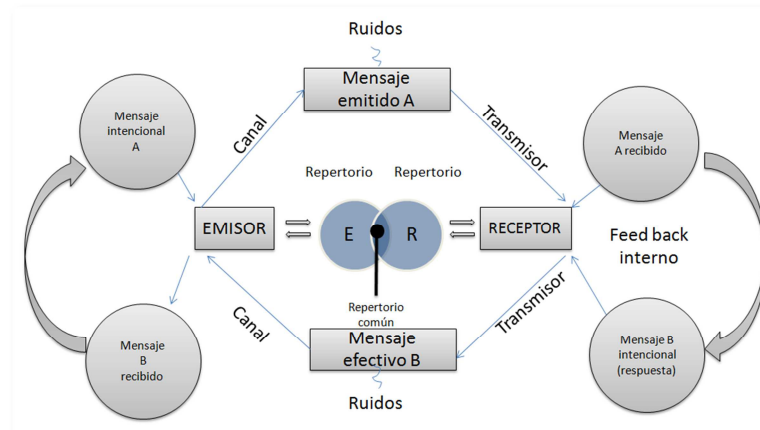 Ruidos
Mensaje
emitido A
Mensaje
intencional
A
Canal
Transmisor
Mensaje
A recibido
Repertorio
Repertorio
EMISOR
E
R
RECEPTOR
Feed back
interno
Repertorio
común
Mensaje
B
recibido
Canal
Mensaje
efectivo B
Transmisor
Mensaje B
intencional
(respuesta)
Ruidos